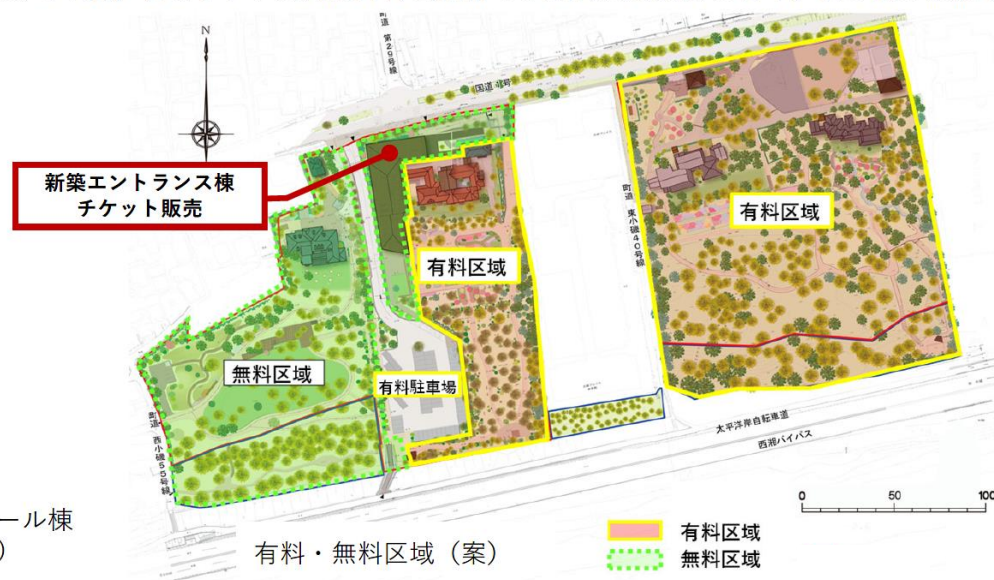 N
国道1号
町道 第29号線
新築エントランス棟
チケット販売
有料区域
有料区域
町道 東小磯40号線
無料区域
有料駐車場
町道 西小磯55号線
太平洋岸自転車道
西湘バイパス
0 50 100
ール棟
)
有料・無料区域（案）
有料区域
無料区域